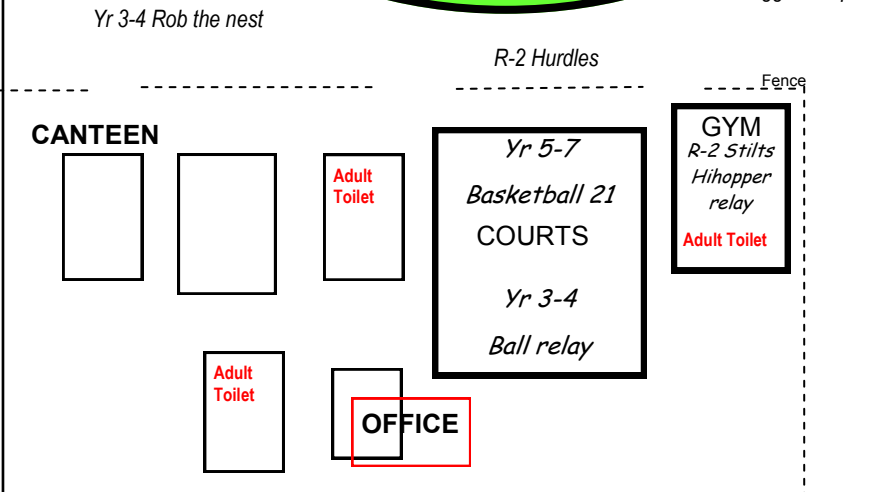 Yr 3-4 Rob the nest
R-2 Hurdles
Fence
CANTEEN
Adult
Toilet
Yr 5-7
Basketball 21
COURTS
Yr 3-4
Ball relay
GYM
R-2 Stilts
Hihopper
relay
Adult Toilet
Adult
Toilet
OFFICE